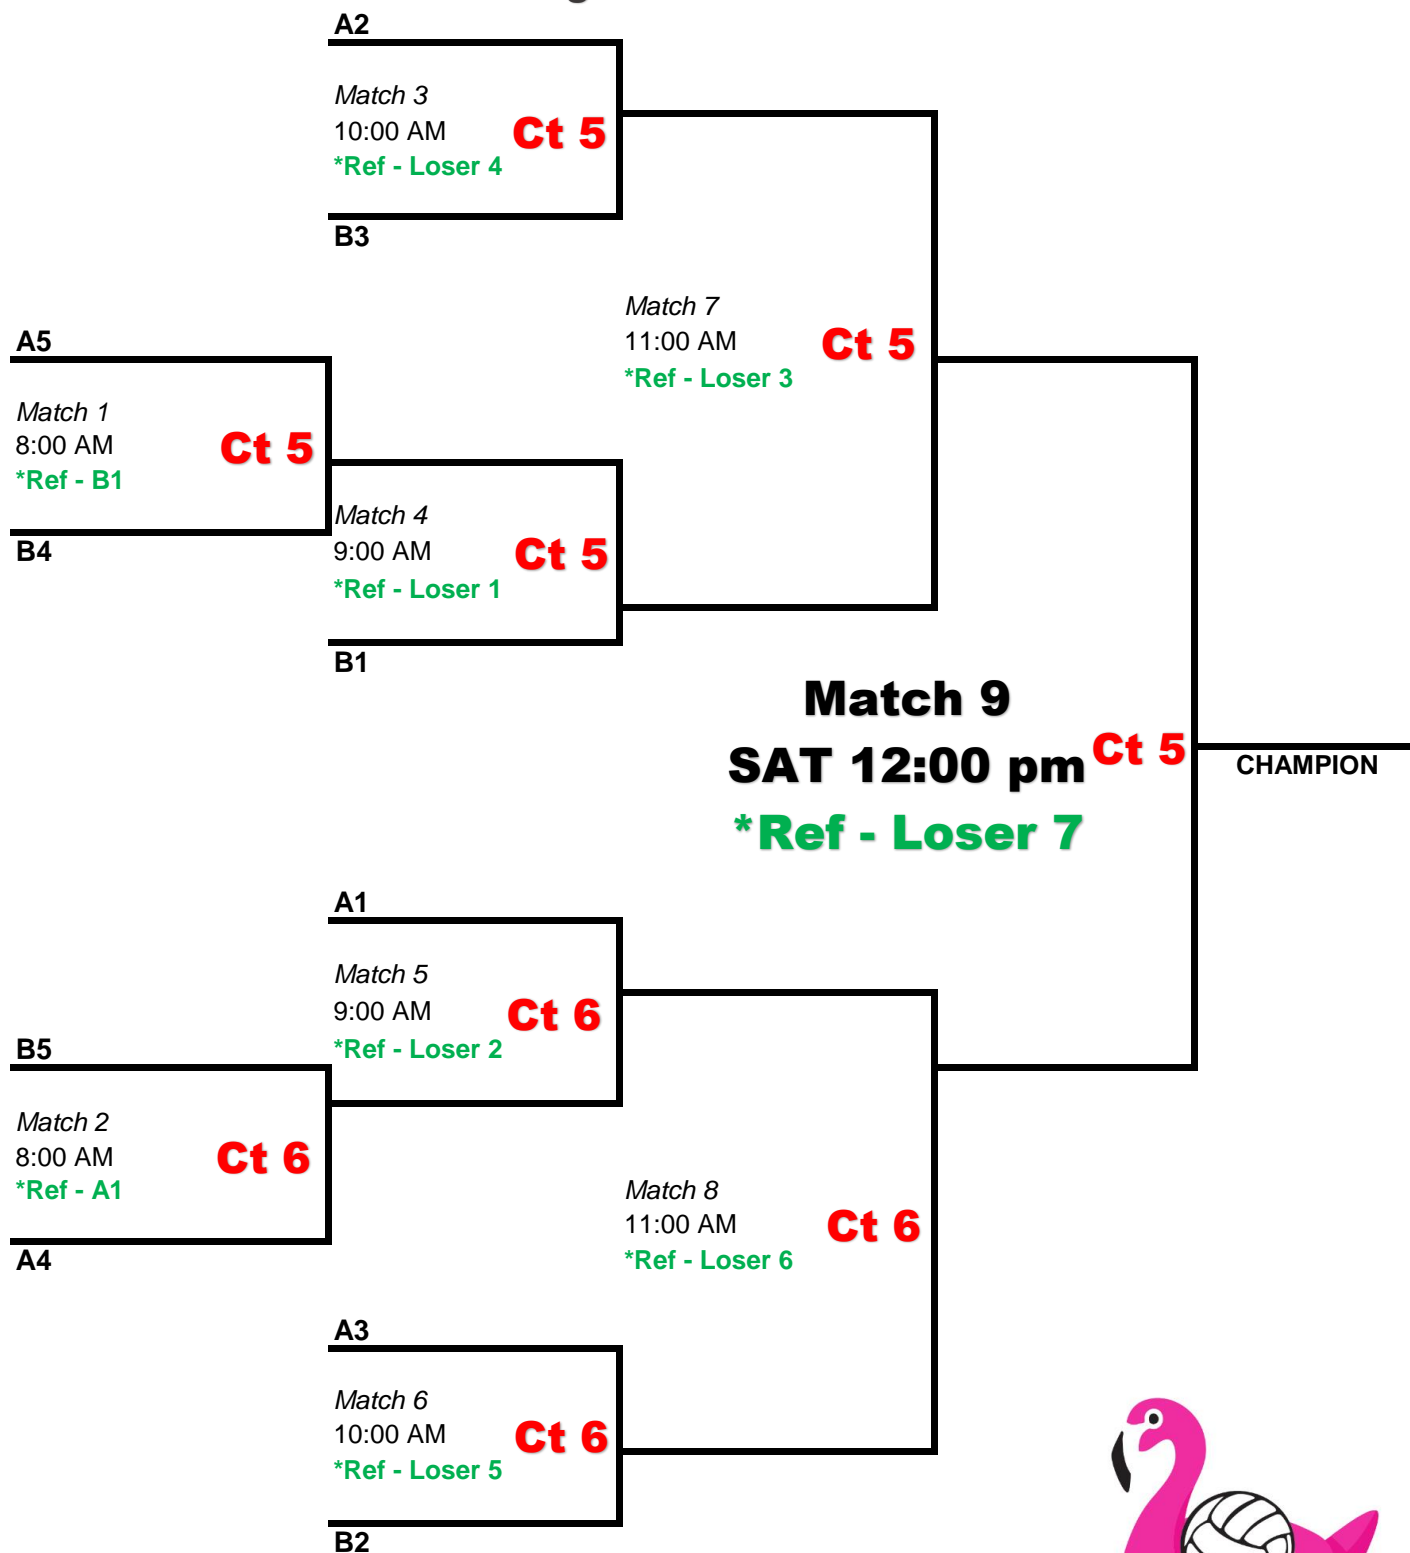 A2
Match 3
10:00 AM
Ct 5
*Ref - Loser 4
B3
Match 7
11:00 AM
Ct 5
*Ref - Loser 3
A5
Match 1
8:00 AM
Ct 5
*Ref - B1
B4
Match 4
9:00 AM
Ct 5
*Ref - Loser 1
B1
Match 9
SAT 12:00 pm
Ct 5
*Ref - Loser 7
CHAMPION
A1
Match 5
9:00 AM
Ct 6
*Ref - Loser 2
B5
Match 2
8:00 AM
Ct 6
*Ref - A1
A4
Match 8
11:00 AM
Ct 6
*Ref - Loser 6
A3
Match 6
10:00 AM
Ct 6
*Ref - Loser 5
B2